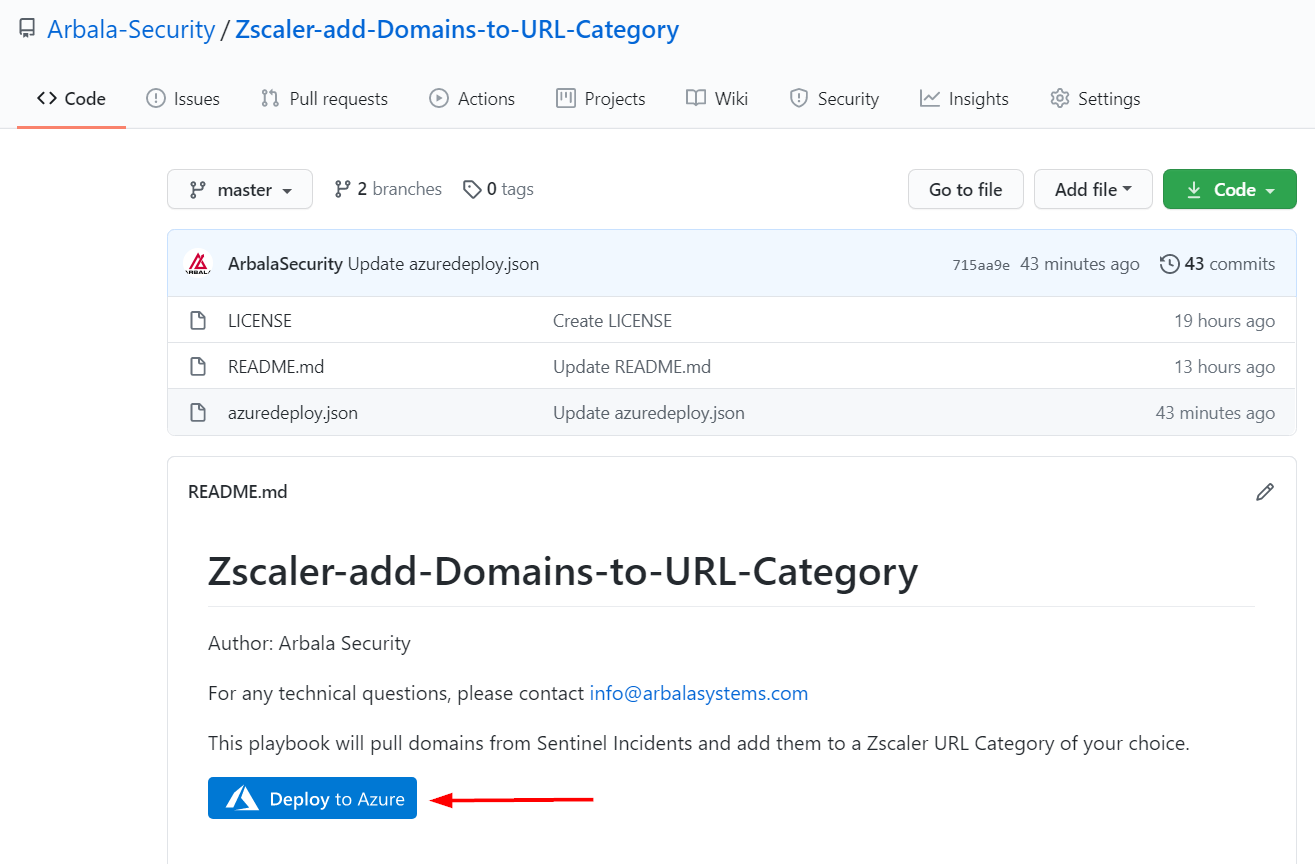 Arbala-Security / Zscaler-add-Domains-to-URL-Category
Code Issues Pull requests Actions Projects Wiki Security Insights Settings
master 2 branches 0 tags Go to file Add file Code
ArbalaSecurity Update azuredeploy.json 715aa9e 43 minutes ago 43 commits
LICENSE Create LICENSE 19 hours ago
README.md Update README.md 13 hours ago
azuredeploy.json Update azuredeploy.json 43 minutes ago
README.md
Zscaler-add-Domains-to-URL-Category
Author: Arbala Security
For any technical questions, please contact info@arbalasystems.com
This playbook will pull domains from Sentinel Incidents and add them to a Zscaler URL Category of your choice.
Deploy to Azure